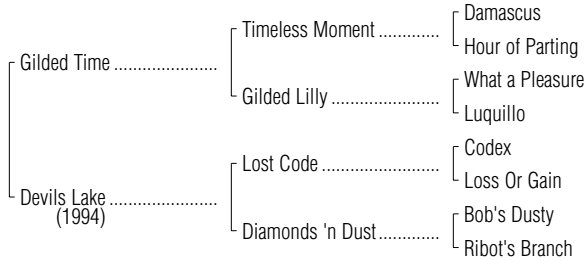 Damascus
Timeless Moment .............
Hour of Parting
Gilded Time .....................
What a Pleasure
Gilded Lilly ......................
Luquillo
Codex
Lost Code ........................
Loss Or Gain
Devils Lake .....................
(1994)
Bob's Dusty
Diamonds 'n Dust .............
Ribot's Branch